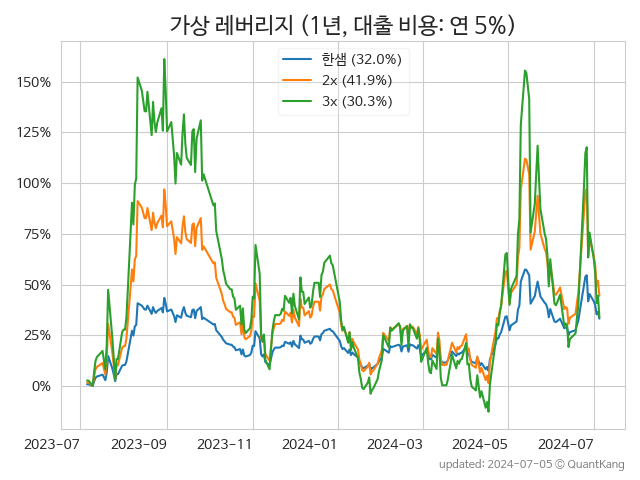 가상 레버리지 (1년, 대출 비용: 연 5%)
한샘 (32.0%)
2x (41.9%)
3x (30.3%)
150%
125%
100%
75%
50%
25%
0%
2023-07 2023-09 2023-11 2024-01 2024-03 2024-05 2024-07
updated: 2024-07-05 © QuantKang